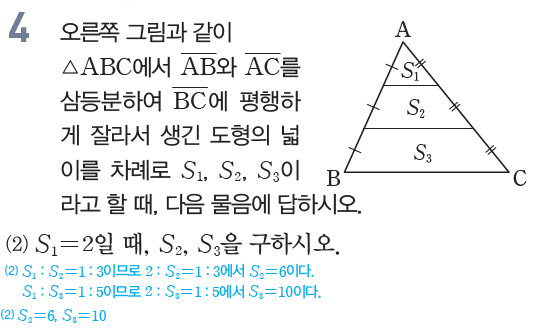 4 오른쪽 그림과 같이
△ABC에서 \overline{AB}와 \overline{AC}를
삼등분하여 \overline{BC}에 평행하
게 잘라서 생긴 도형의 넓
이를 차례로 S₁, S₂, S₃이
라고 할 때, 다음 물음에 답하시오.
A
S₁
S₂
S₃
B
C
(2) S₁=2일 때, S₂, S₃을 구하시오.
(2) S₁ : S₂=1 : 3이므로 2 : S₂=1 : 3에서 S₂=6이다.
S₁ : S₃=1 : 5이므로 2 : S₃=1 : 5에서 S₃=10이다.
(2) S₂=6, S₃=10